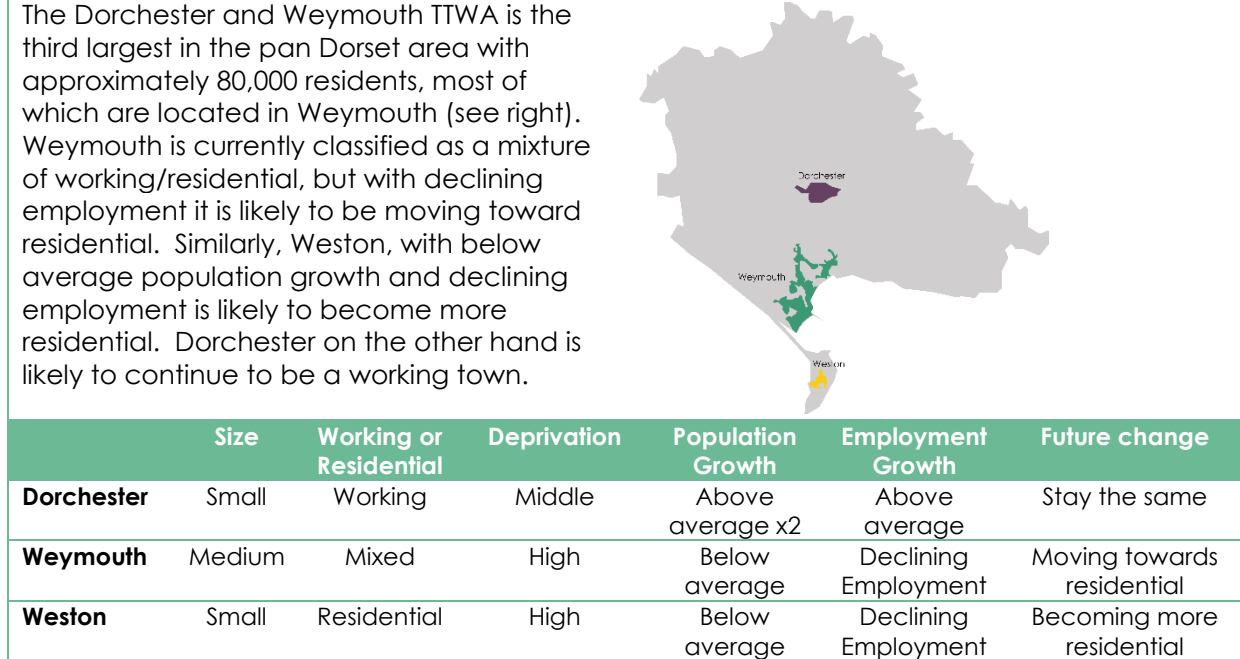 The Dorchester and Weymouth TTWA is the
third largest in the pan Dorset area with
approximately 80,000 residents, most of
which are located in Weymouth (see right).
Weymouth is currently classified as a mixture
of working/residential, but with declining
employment it is likely to be moving toward
residential.  Similarly, Weston, with below
average population growth and declining
employment is likely to become more
residential.  Dorchester on the other hand is
likely to continue to be a working town.
Dorchester
Weymouth
Weston
Size Working or Residential Deprivation Population Growth Employment Growth Future change
Dorchester Small Working Middle Above average x2 Above average Stay the same
Weymouth Medium Mixed High Below average Declining Employment Moving towards residential
Weston Small Residential High Below average Declining Employment Becoming more residential